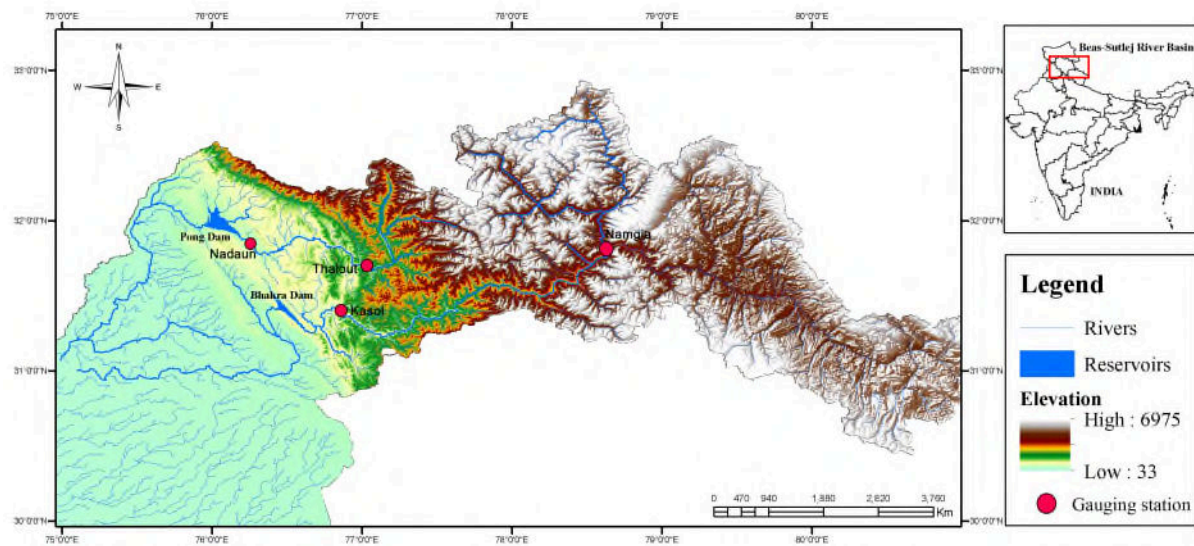 75°0'0"E 76°0'0"E 77°0'0"E 78°0'0"E 79°0'0"E 80°0'0"E
33°0'0"N 33°0'0"N
32°0'0"N 32°0'0"N
31°0'0"N 31°0'0"N
30°0'0"N 30°0'0"N
75°0'0"E 76°0'0"E 77°0'0"E 78°0'0"E 79°0'0"E 80°0'0"E
N
W E
S
Pong Dam
Nadaun
Thalout
Bhakra Dam
Kasol
Namgia
0 470 940 1,880 2,820 3,760
Km
Beas-Sutlej River Basin
INDIA
Legend
Rivers
Reservoirs
Elevation
High : 6975
Low : 33
Gauging station